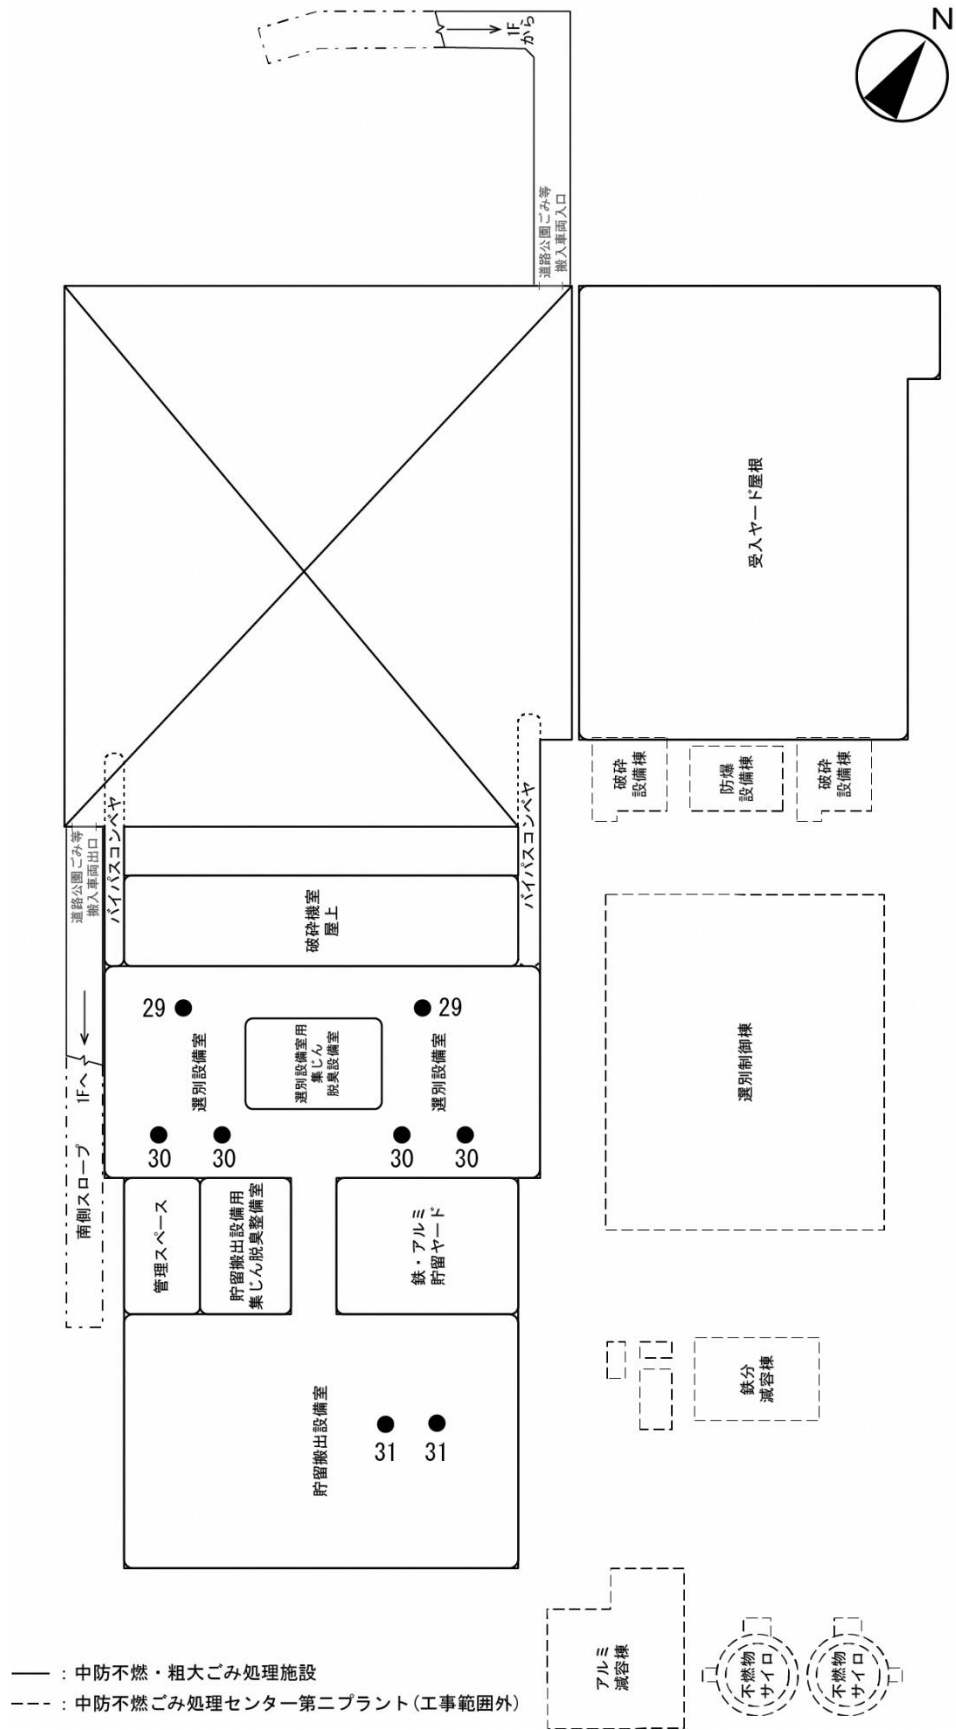 N
1F
から
道路公園ごみ等
搬入車両入口
受入ヤード屋根
破砕
設備棟
防爆
設備棟
破砕
設備棟
道路公園ごみ等
搬入車両出口
バイパスコンベヤ
バイパスコンベヤ
破砕機室
屋上
29
29
選別設備室
選別設備室用
集じん
脱臭設備室
選別設備室
選別制御棟
1Fへ
30
30
30
30
南側スロープ
管理スペース
貯留搬出設備用
集じん脱臭整備室
鉄・アルミ
貯留ヤード
鉄分
減容棟
貯留搬出設備室
31
31
アルミ
減容棟
不燃物
サイロ
不燃物
サイロ
:中防不燃・粗大ごみ処理施設
:中防不燃ごみ処理センター第二プラント(工事範囲外)